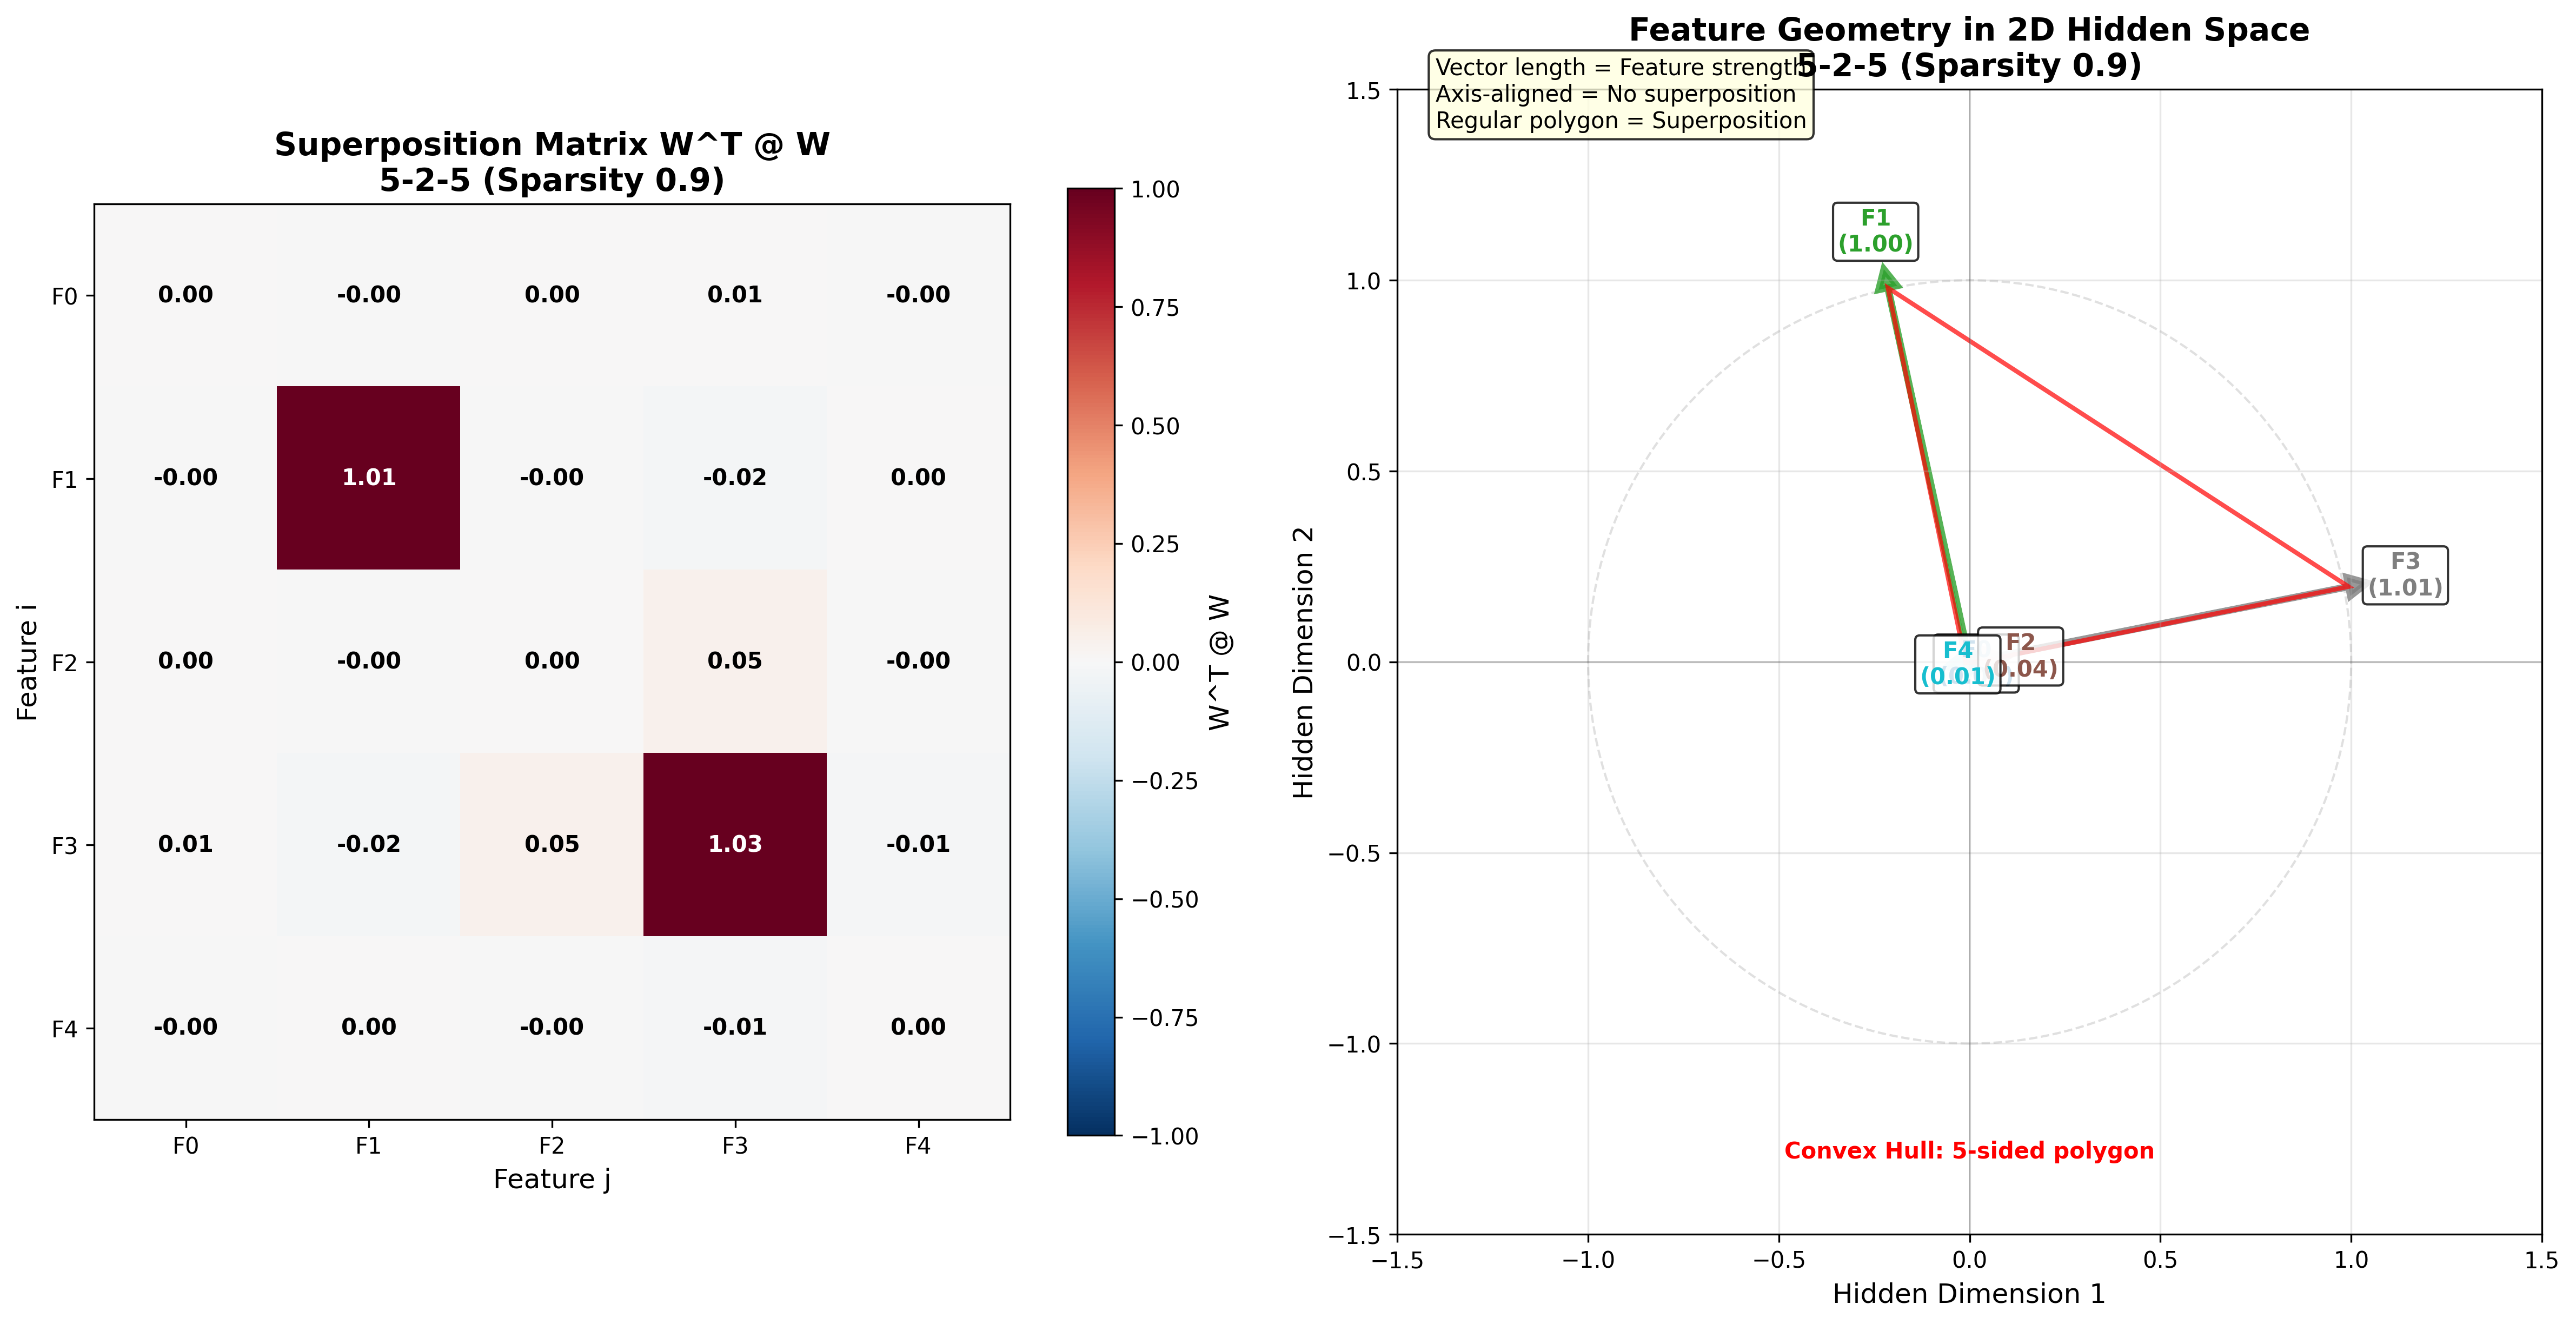 Superposition Matrix W^T @ W
5-2-5 (Sparsity 0.9)
F0
F1
F2
F3
F4
Feature i
0.00 -0.00 0.00 0.01 -0.00
-0.00 1.01 -0.00 -0.02 0.00
0.00 -0.00 0.00 0.05 -0.00
0.01 -0.02 0.05 1.03 -0.01
-0.00 0.00 -0.00 -0.01 0.00
F0 F1 F2 F3 F4
Feature j
1.00
0.75
0.50
0.25
0.00
−0.25
−0.50
−0.75
−1.00
W^T @ W
Feature Geometry in 2D Hidden Space
5-2-5 (Sparsity 0.9)
Vector length = Feature strength
Axis-aligned = No superposition
Regular polygon = Superposition
1.5
1.0
0.5
0.0
−0.5
−1.0
−1.5
Hidden Dimension 2
F1
(1.00)
F3
(1.01)
F2
(0.04)
F4
(0.01)
Convex Hull: 5-sided polygon
−1.5 −1.0 −0.5 0.0 0.5 1.0 1.5
Hidden Dimension 1